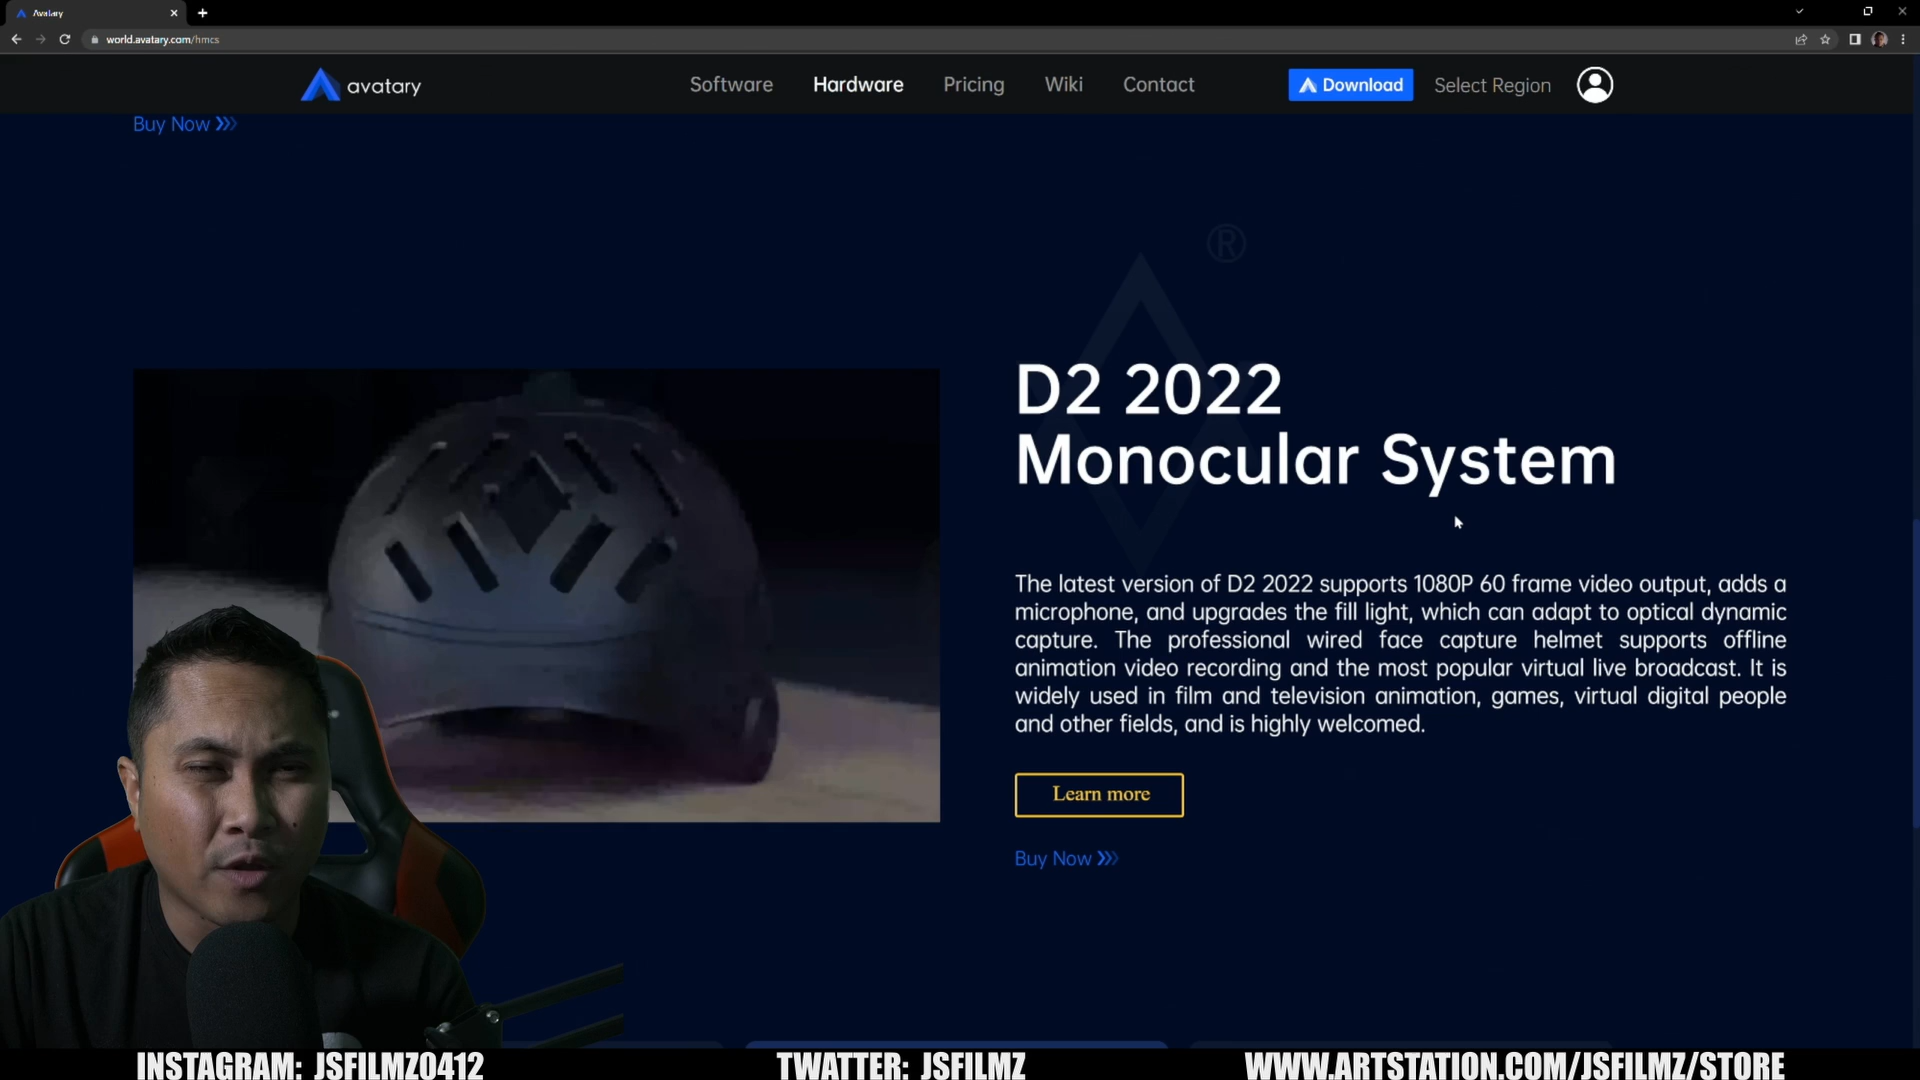 Avatary
world.avatary.com/hmcs
avatary
Software
Hardware
Pricing
Wiki
Contact
Download
Select Region
Buy Now
®
D2 2022
Monocular System
The latest version of D2 2022 supports 1080P 60 frame video output, adds a
microphone, and upgrades the fill light, which can adapt to optical dynamic
capture. The professional wired face capture helmet supports offline
animation video recording and the most popular virtual live broadcast. It is
widely used in film and television animation, games, virtual digital people
and other fields, and is highly welcomed.
Learn more
Buy Now
INSTAGRAM: JSFILMZ0412
TWATTER: JSFILMZ
WWW.ARTSTATION.COM/JSFILMZ/STORE